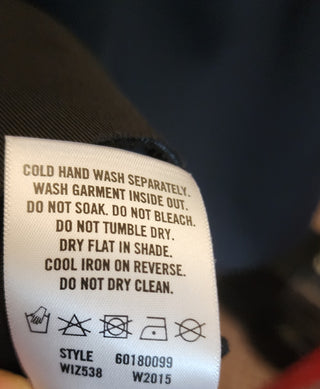 COLD HAND WASH SEPARATELY.
WASH GARMENT INSIDE OUT.
DO NOT SOAK. DO NOT BLEACH.
DO NOT TUMBLE DRY.
DRY FLAT IN SHADE.
COOL IRON ON REVERSE.
DO NOT DRY CLEAN.
STYLE 60180099
WIZ538 W2015